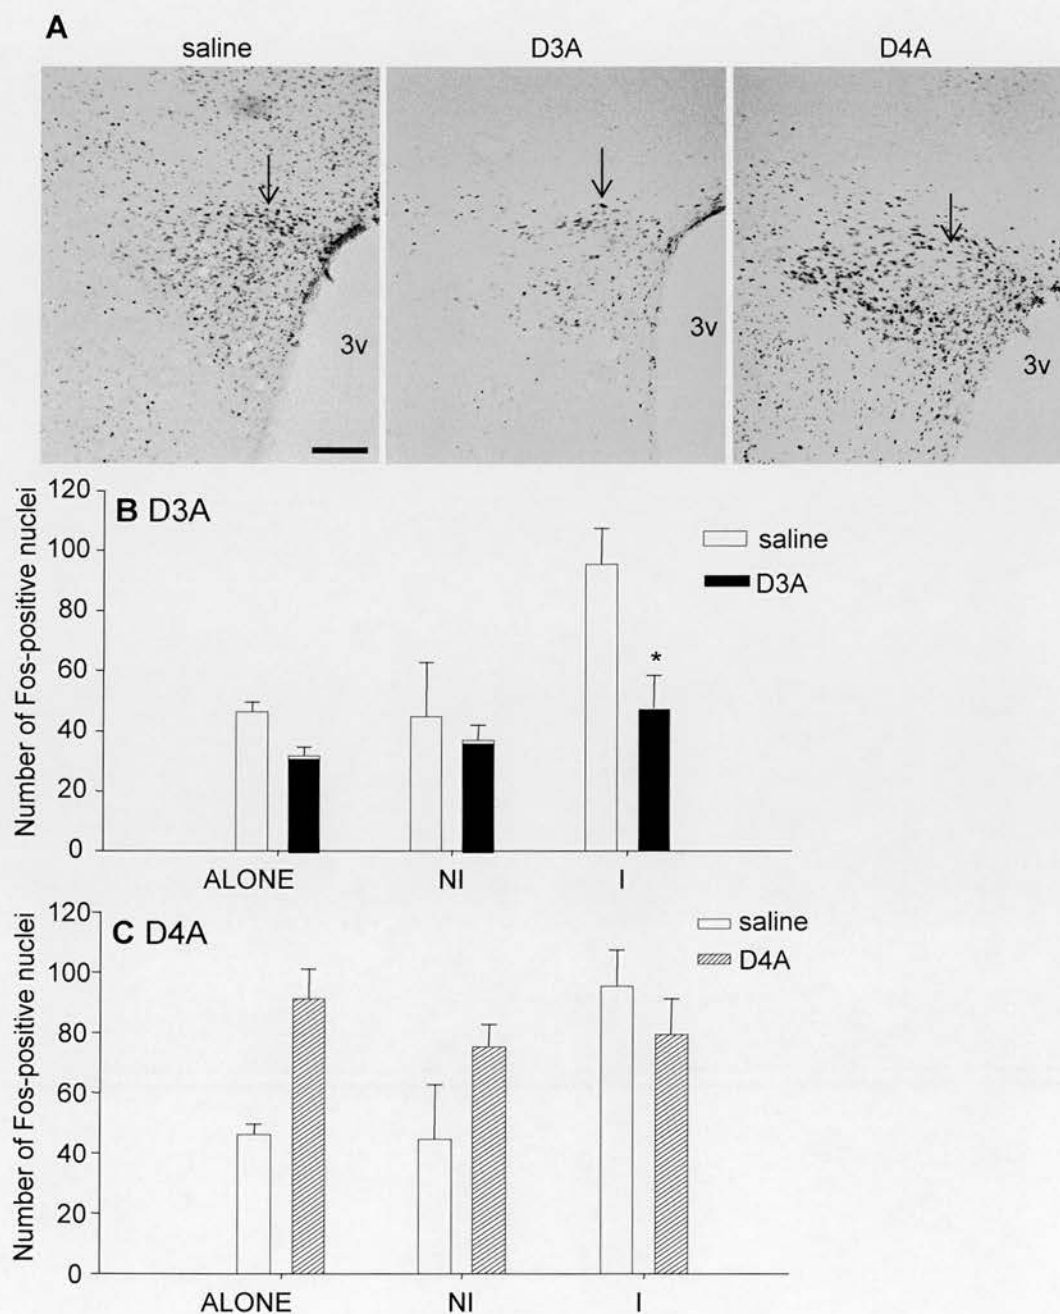 A
saline
D3A
D4A
3v
3v
3v
B D3A
Number of Fos-positive nuclei
120
100
80
60
40
20
0
saline
D3A
*
ALONE
NI
I
C D4A
Number of Fos-positive nuclei
120
100
80
60
40
20
0
saline
D4A
ALONE
NI
I